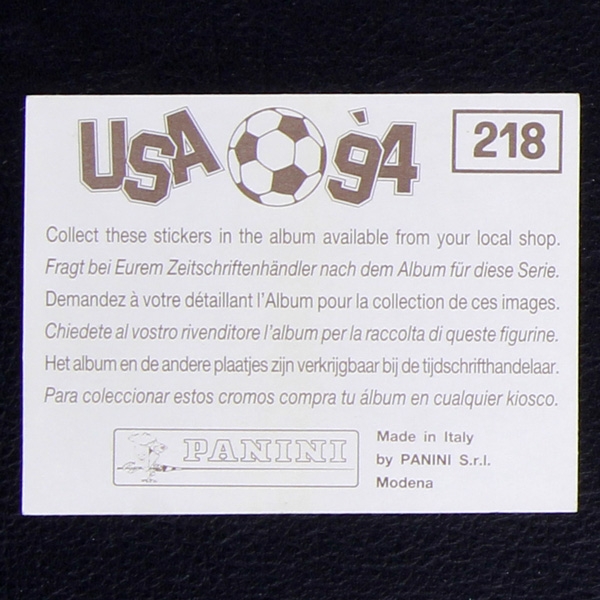 USA '94
218
Collect these stickers in the album available from your local shop.
Fragt bei Eurem Zeitschriftenhändler nach dem Album für diese Serie.
Demandez à votre détaillant l'Album pour la collection de ces images.
Chiedete al vostro rivenditore l'album per la raccolta di queste figurine.
Het album en de andere plaatjes zijn verkrijgbaar bij de tijdschrifthandelaar.
Para coleccionar estos cromos compra tu álbum en cualquier kiosco.
PANINI
Made in Italy
by PANINI S.r.l.
Modena